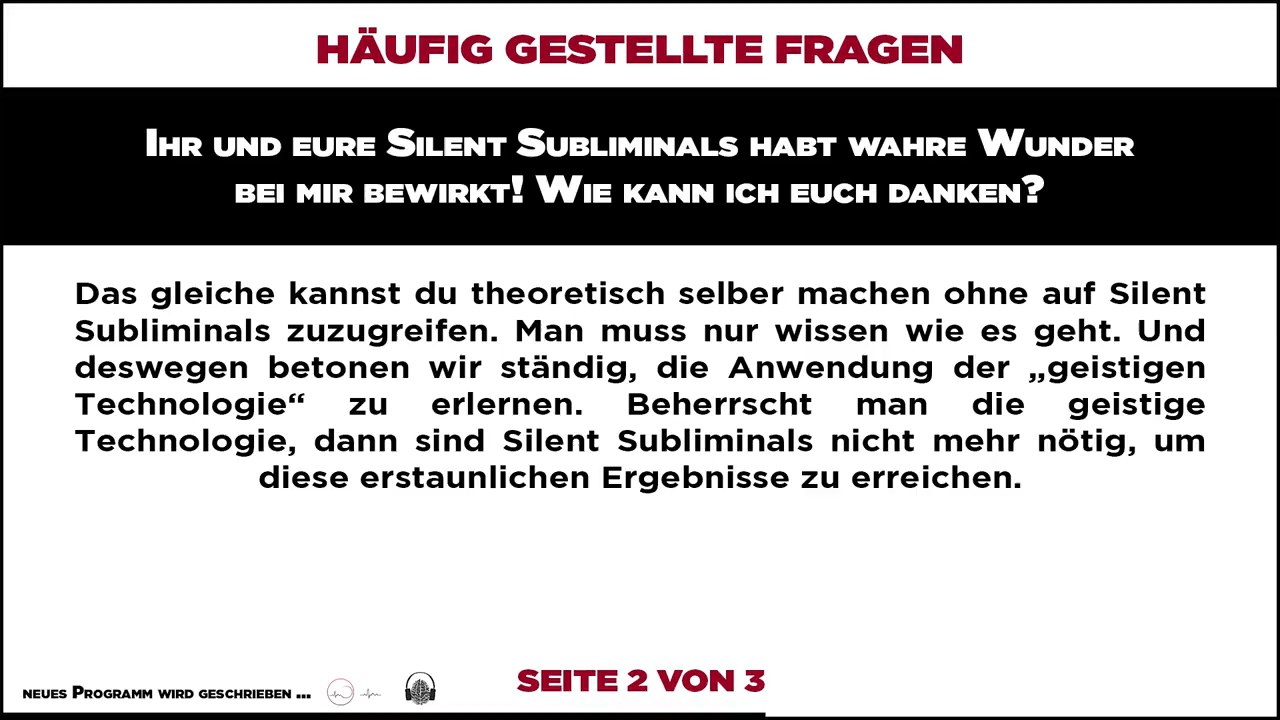 HÄUFIG GESTELLTE FRAGEN
Ihr und eure Silent Subliminals habt wahre Wunder
bei mir bewirkt! Wie kann ich euch danken?
Das gleiche kannst du theoretisch selber machen ohne auf Silent
Subliminals zuzugreifen. Man muss nur wissen wie es geht. Und
deswegen betonen wir ständig, die Anwendung der „geistigen
Technologie“ zu erlernen. Beherrscht man die geistige
Technologie, dann sind Silent Subliminals nicht mehr nötig, um
diese erstaunlichen Ergebnisse zu erreichen.
SEITE 2 VON 3
neues Programm wird geschrieben ...